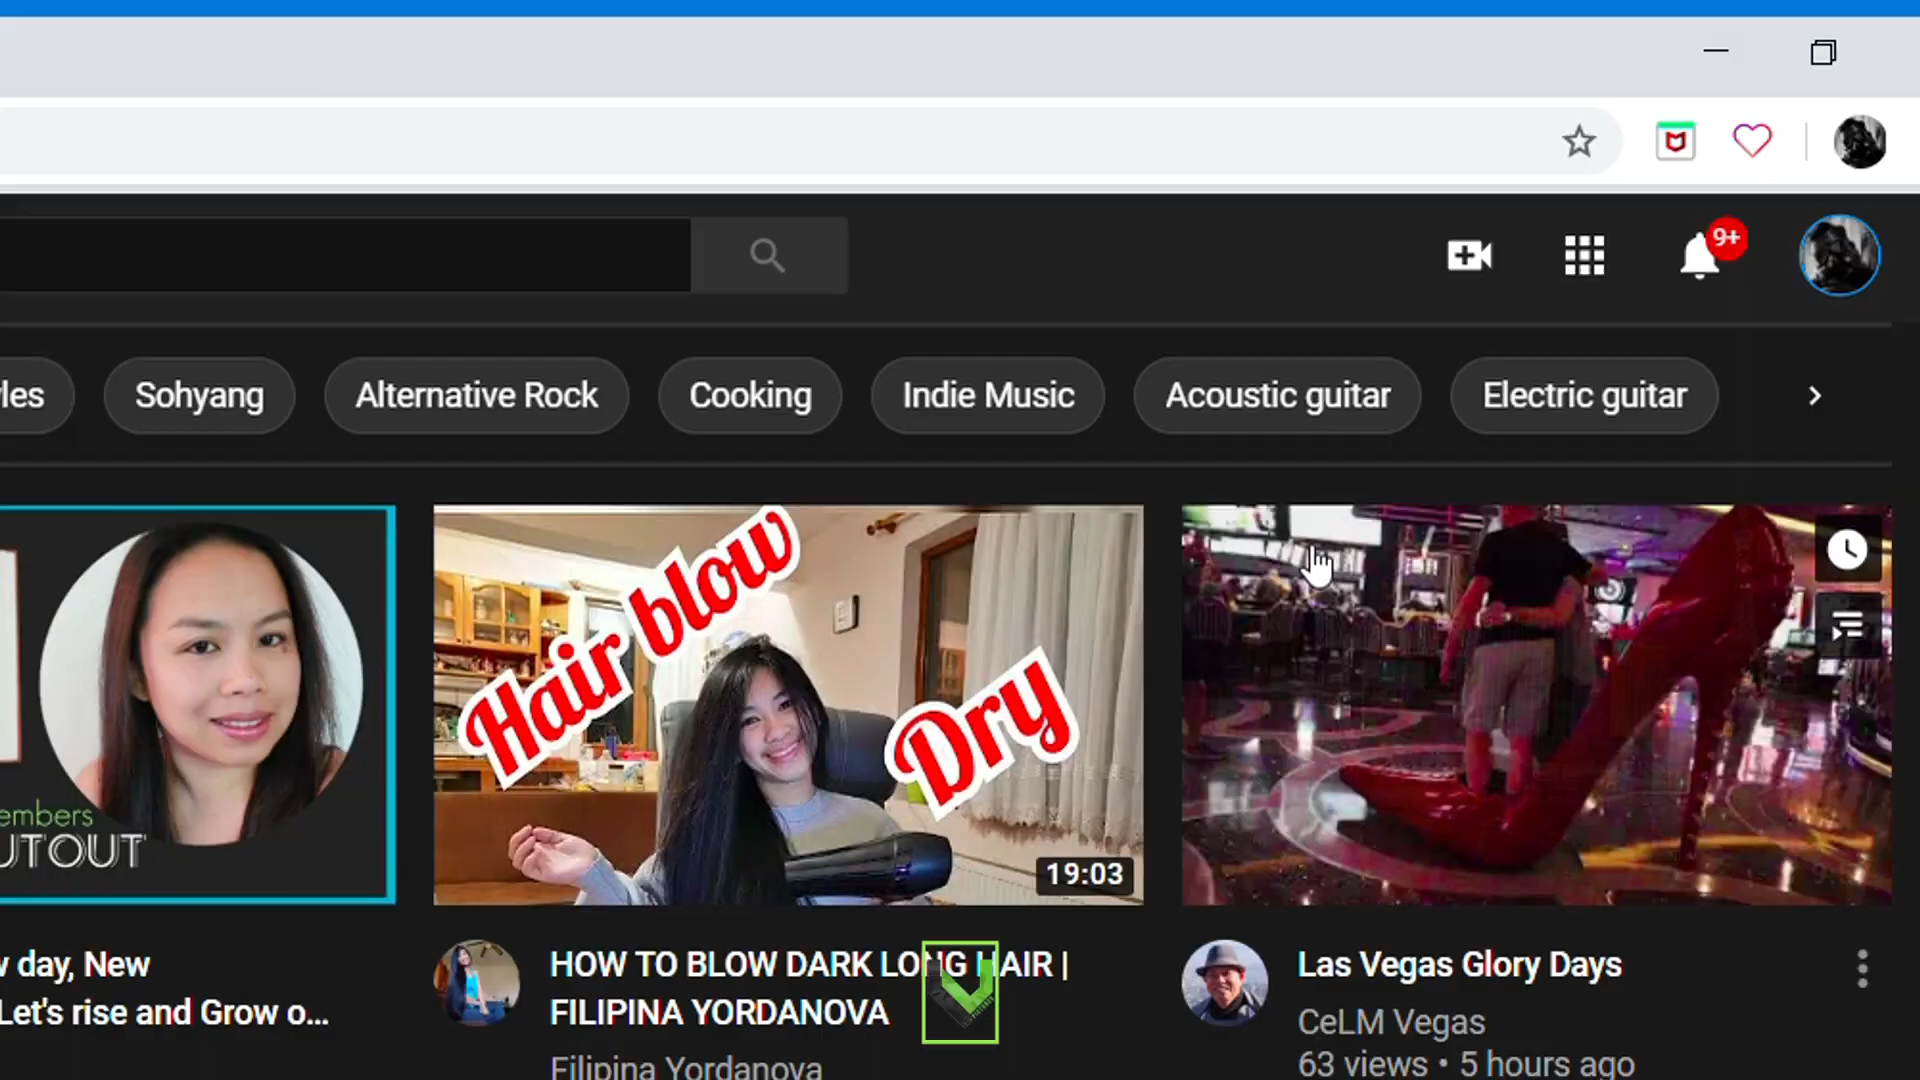 9+
les
Sohyang
Alternative Rock
Cooking
Indie Music
Acoustic guitar
Electric guitar
embers
UTOUT
Hair blow
Dry
19:03
day, New
Let's rise and Grow o...
HOW TO BLOW DARK LONG HAIR |
FILIPINA YORDANOVA
Filipina Yordanova
Las Vegas Glory Days
CeLM Vegas
63 views • 5 hours ago